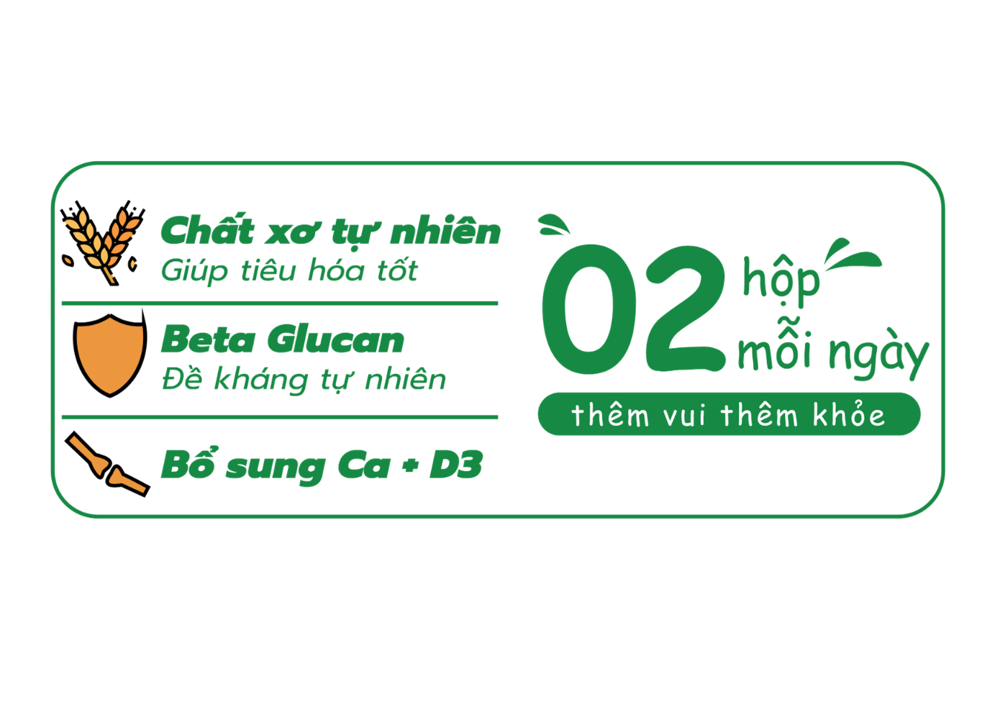 Chất xơ tự nhiên
Giúp tiêu hóa tốt
Beta Glucan
Đề kháng tự nhiên
Bổ sung Ca + D3
02 hộp
mỗi ngày
thêm vui thêm khỏe